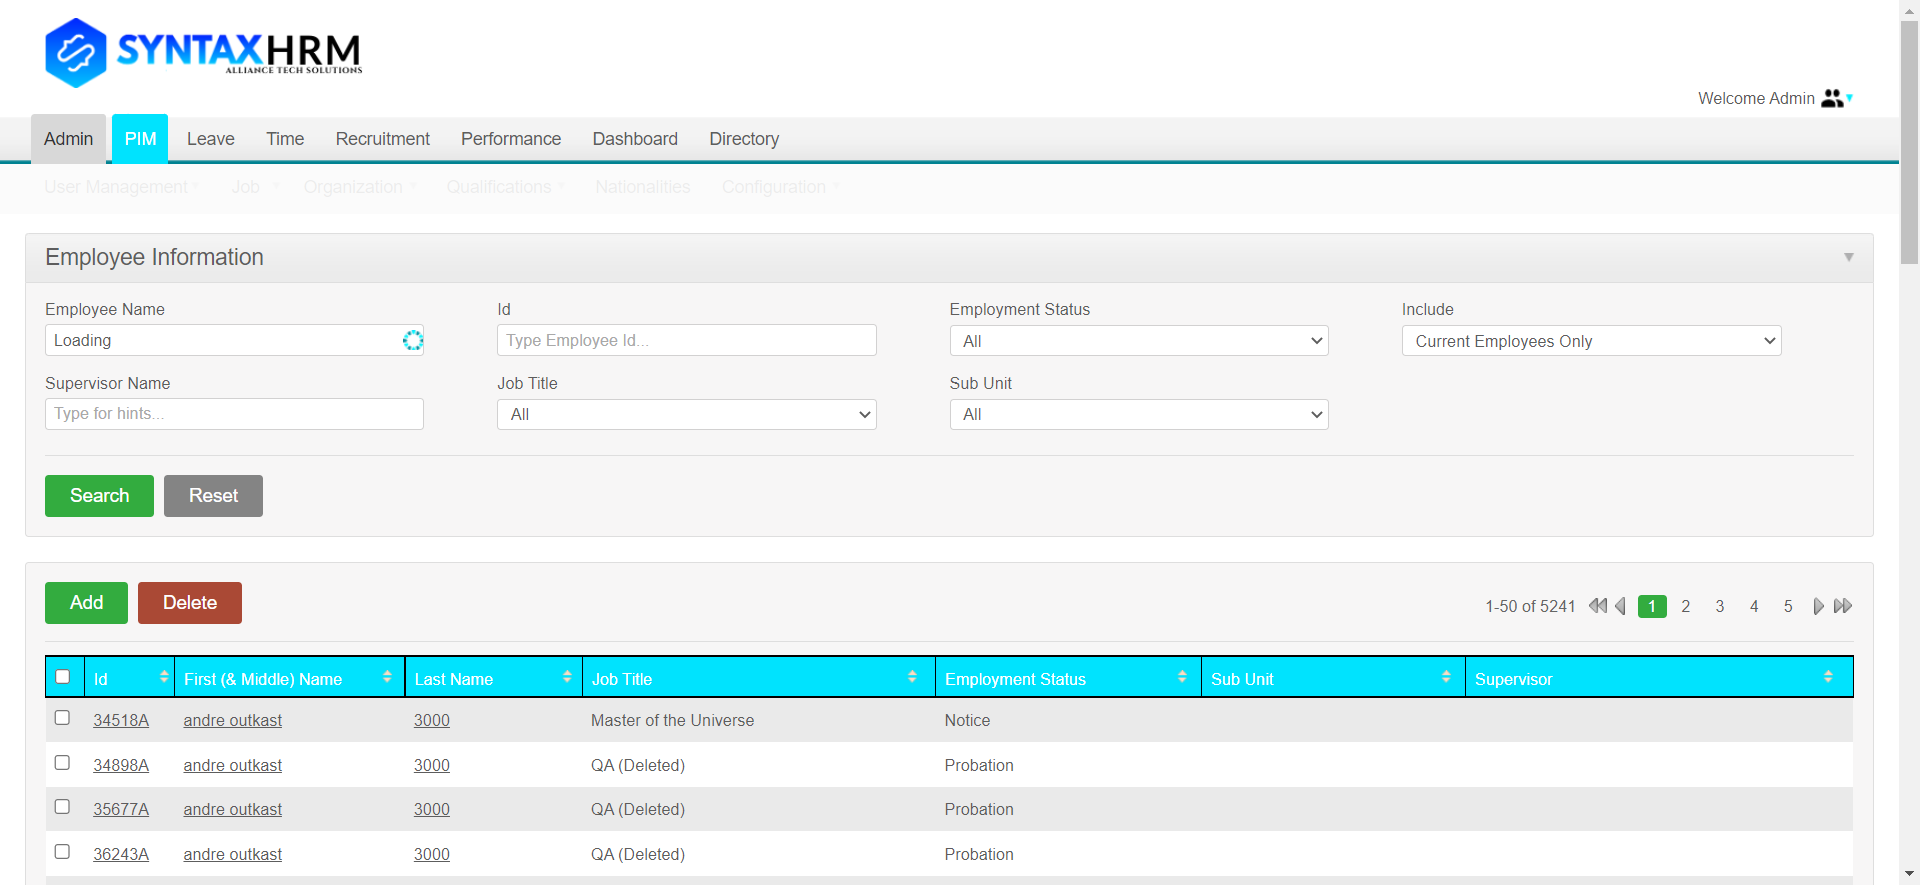 SYNTAXHRM
ALLIANCE TECH SOLUTIONS
Welcome Admin
Admin PIM Leave Time Recruitment Performance Dashboard Directory
User Management Job Organization Qualifications Nationalities Configuration
Employee Information
Employee Name Id Employment Status Include
Loading Type Employee Id... All Current Employees Only
Supervisor Name Job Title Sub Unit
Type for hints... All All
Search Reset
Add Delete 1-50 of 5241 1 2 3 4 5
Id First (& Middle) Name Last Name Job Title Employment Status Sub Unit Supervisor
34518A andre outkast 3000 Master of the Universe Notice
34898A andre outkast 3000 QA (Deleted) Probation
35677A andre outkast 3000 QA (Deleted) Probation
36243A andre outkast 3000 QA (Deleted) Probation